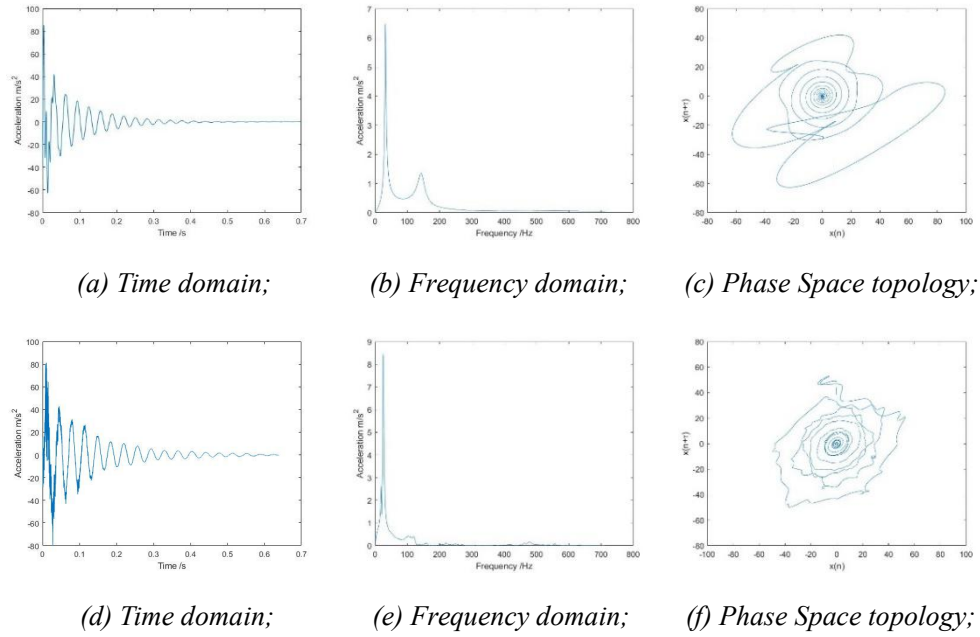 100
80
60
40
20
0
-20
-40
-60
-80
0 0.1 0.2 0.3 0.4 0.5 0.6 0.7
Acceleration m/s²
Time /s
7
6
5
4
3
2
1
0
0 100 200 300 400 500 600 700 800
Acceleration m/s²
Frequency /Hz
60
40
20
0
-20
-40
-60
-80
-80 -60 -40 -20 0 20 40 60 80 100
x(n+τ)
x(n)
(a) Time domain;
(b) Frequency domain;
(c) Phase Space topology;
100
80
60
40
20
0
-20
-40
-60
-80
0 0.1 0.2 0.3 0.4 0.5 0.6 0.7
Acceleration m/s²
Time /s
9
8
7
6
5
4
3
2
1
0
0 100 200 300 400 500 600 700 800
Acceleration m/s²
Frequency /Hz
80
60
40
20
0
-20
-40
-60
-80
-100 -80 -60 -40 -20 0 20 40 60 80
x(n+τ)
x(n)
(d) Time domain;
(e) Frequency domain;
(f) Phase Space topology;